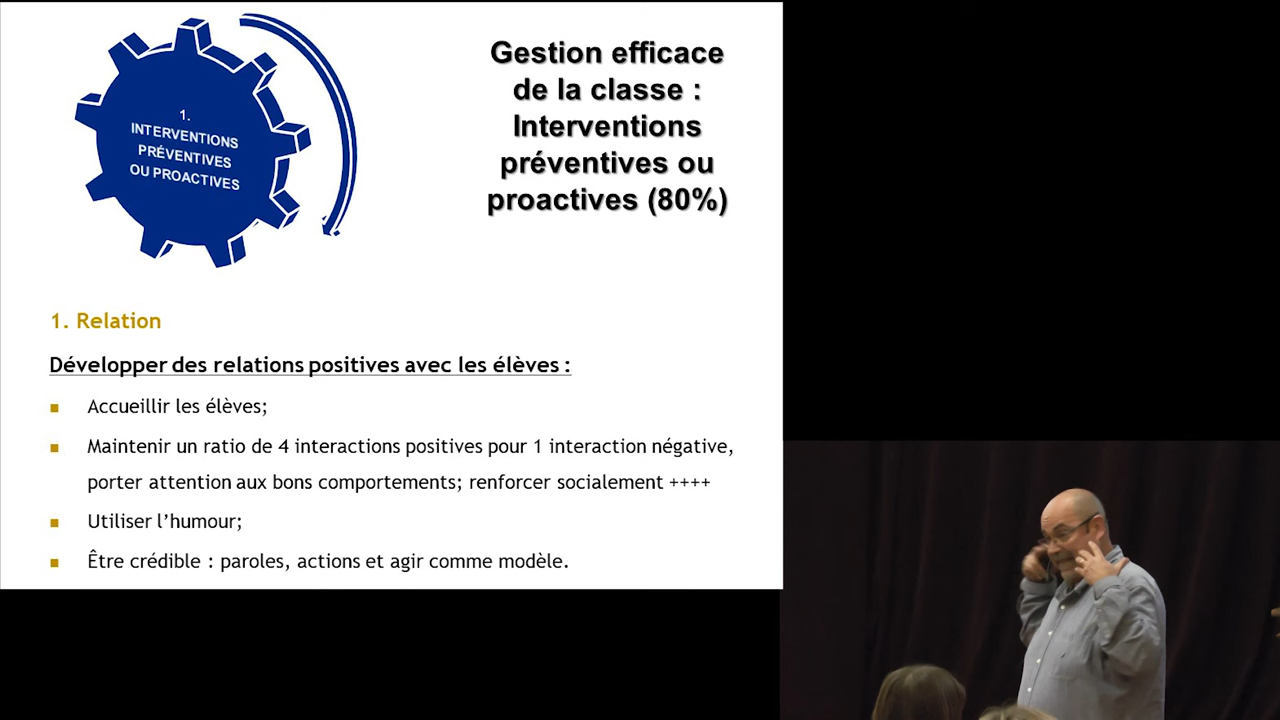 1.
INTERVENTIONS
PRÉVENTIVES
OU PROACTIVES
Gestion efficace
de la classe :
Interventions
préventives ou
proactives (80%)
1. Relation
Développer des relations positives avec les élèves :
Accueillir les élèves;
Maintenir un ratio de 4 interactions positives pour 1 interaction négative,
porter attention aux bons comportements; renforcer socialement ++++
Utiliser l’humour;
Être crédible : paroles, actions et agir comme modèle.